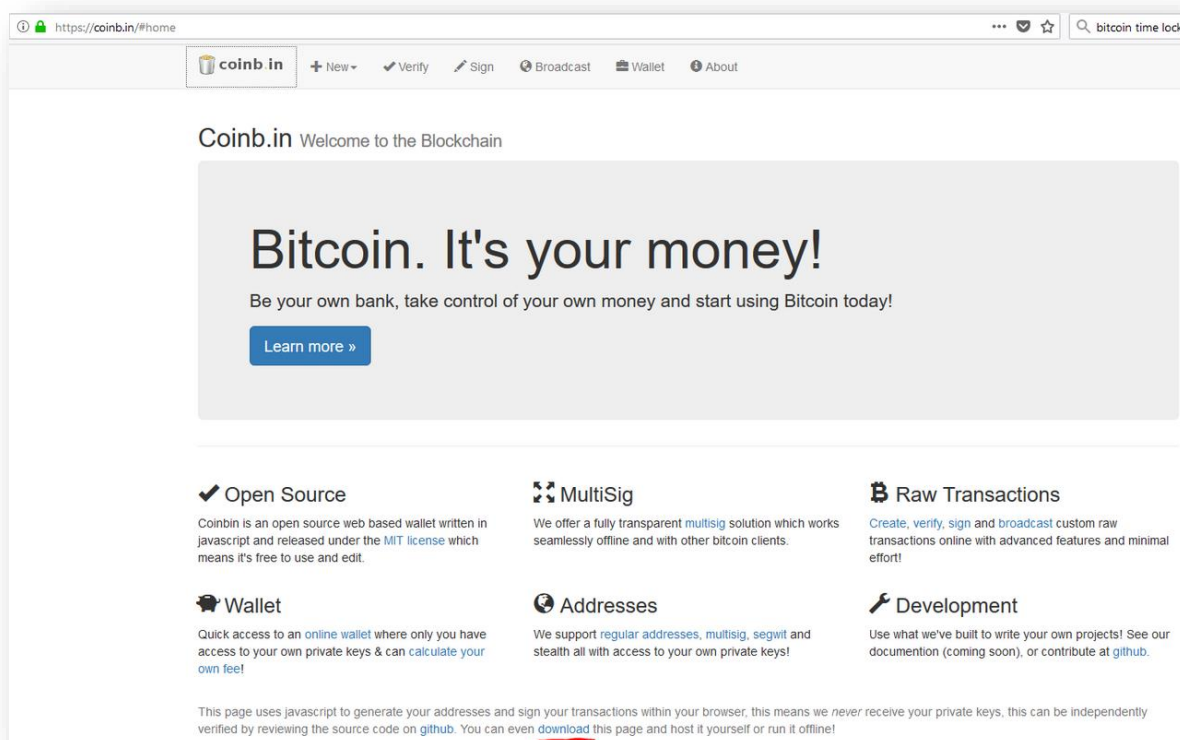 https://coinb.in/#home
bitcoin time lock
coinb.in New Verify Sign Broadcast Wallet About
Coinb.in Welcome to the Blockchain
Bitcoin. It's your money!
Be your own bank, take control of your own money and start using Bitcoin today!
Learn more »
Open Source
Coinbin is an open source web based wallet written in
javascript and released under the MIT license which
means it's free to use and edit.
MultiSig
We offer a fully transparent multisig solution which works
seamlessly offline and with other bitcoin clients.
Raw Transactions
Create, verify, sign and broadcast custom raw
transactions online with advanced features and minimal
effort!
Wallet
Quick access to an online wallet where only you have
access to your own private keys & can calculate your
own fee!
Addresses
We support regular addresses, multisig, segwit and
stealth all with access to your own private keys!
Development
Use what we've built to write your own projects! See our
documention (coming soon), or contribute at github.
This page uses javascript to generate your addresses and sign your transactions within your browser, this means we never receive your private keys, this can be independently
verified by reviewing the source code on github. You can even download this page and host it yourself or run it offline!